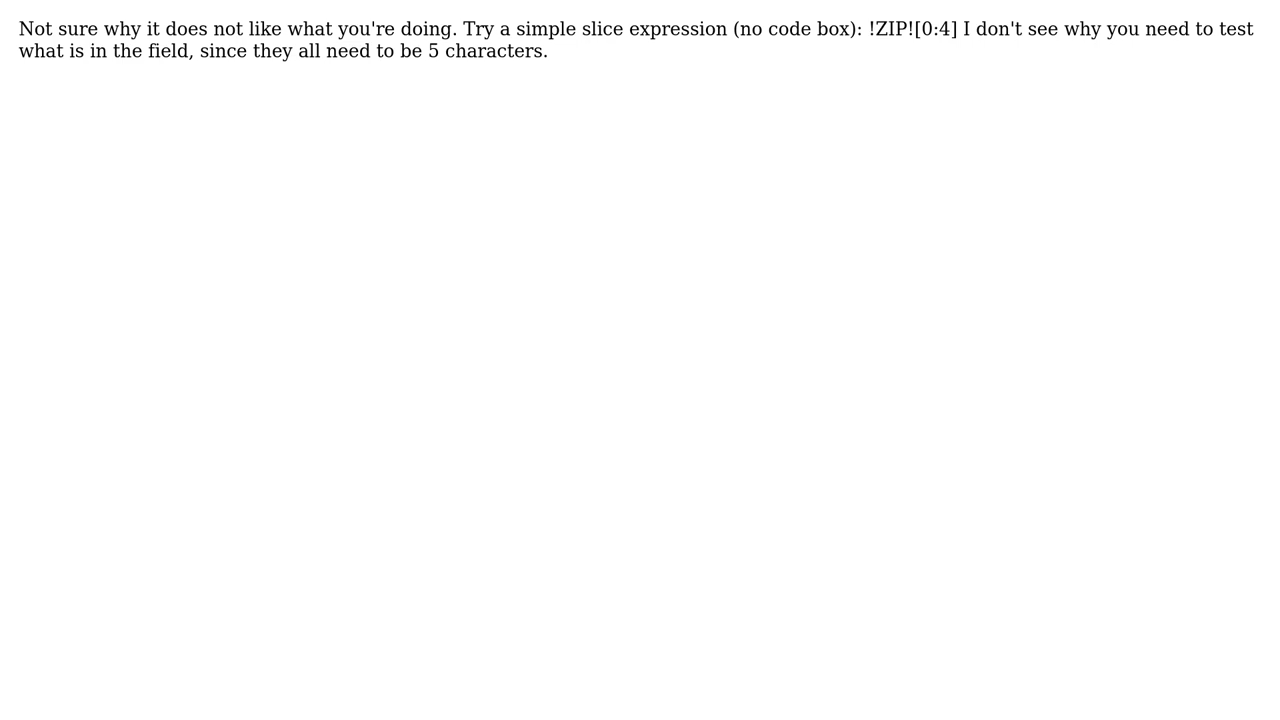 Not sure why it does not like what you're doing. Try a simple slice expression (no code box): !ZIP![0:4] I don't see why you need to test
what is in the field, since they all need to be 5 characters.